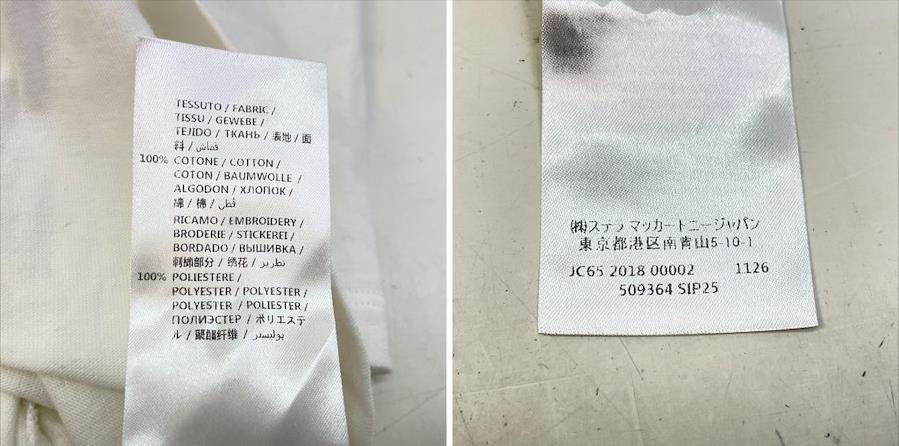 TESSUTO / FABRIC /
TISSU / GEWEBE /
TEJIDO / ТКАНЬ / 表地 / 面
料 / قماش
100% COTONE / COTTON /
COTON / BAUMWOLLE /
ALGODON / ХЛОПОК /
綿 / 棉 / قطن
RICAMO / EMBROIDERY /
BRODERIE / STICKEREI /
BORDADO / ВЫШИВКА /
刺繍部分 / 绣花 / تطريز
100% POLIESTERE /
POLYESTER / POLYESTER /
POLYESTER / POLIESTER /
ПОЛИЭСТЕР / ポリエステ
ル / 聚酯纤维 / بوليستر
㈱ステラ マッカートニージャパン
東京都港区南青山5-10-1
JC65 2018 00002 1126
509364 SIP25